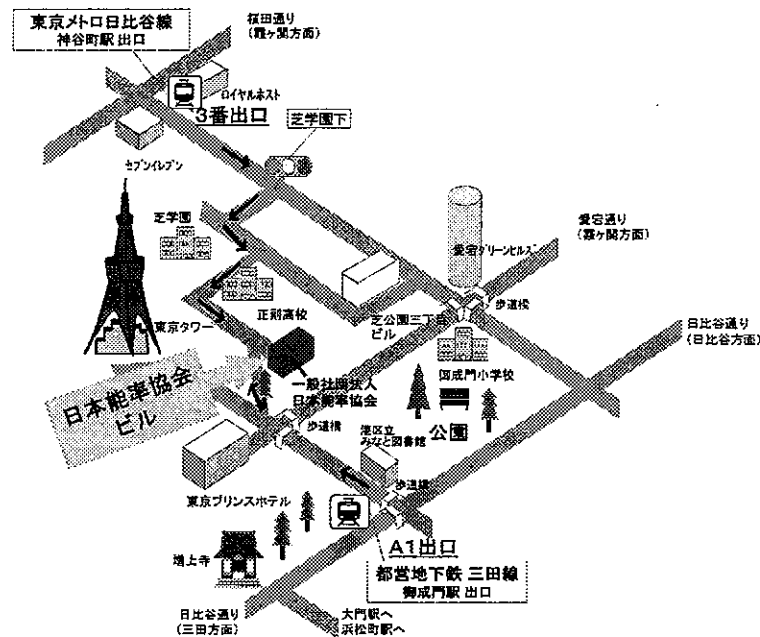 東京メトロ日比谷線
神谷町駅 出口
桜田通り
(霞ヶ関方面)
ロイヤルホスト
3番出口
芝学園下
セブンイレブン
芝学園
愛宕グリーンヒルズ
愛宕通り
(霞ヶ関方面)
歩道橋
正則高校
東京タワー
芝公園三丁目
ビル
日比谷通り
(日比谷方面)
御成門小学校
一般社団法人
日本能率協会
日本能率協会
ビル
公園
歩道橋
港区立
みなと図書館
歩道橋
東京プリンスホテル
A1出口
増上寺
都営地下鉄 三田線
御成門駅 出口
日比谷通り
(三田方面)
大門駅へ
浜松町駅へ